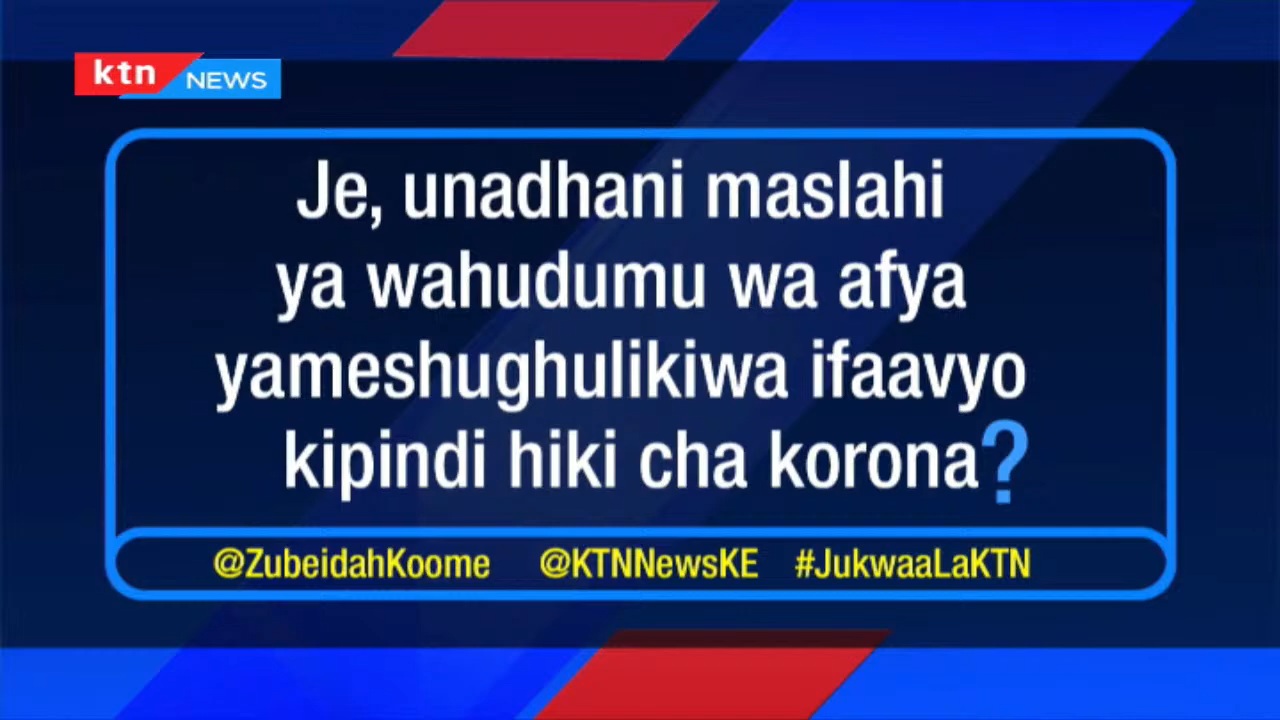 ktn NEWS
Je, unadhani maslahi
ya wahudumu wa afya
yameshughulikiwa ifaavyo
kipindi hiki cha korona?
@ZubeidahKoome @KTNNewsKE #JukwaaLaKTN